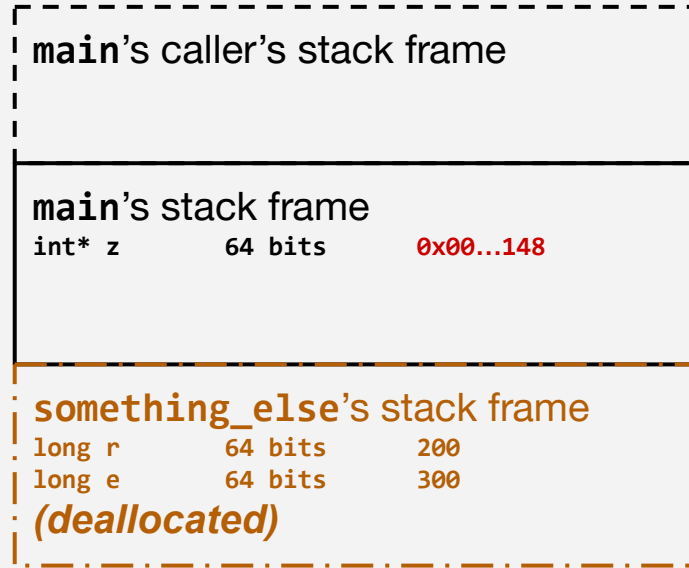 main’s caller’s stack frame
main’s stack frame
int* z 64 bits 0x00…148
something_else’s stack frame
long r 64 bits 200
long e 64 bits 300
(deallocated)